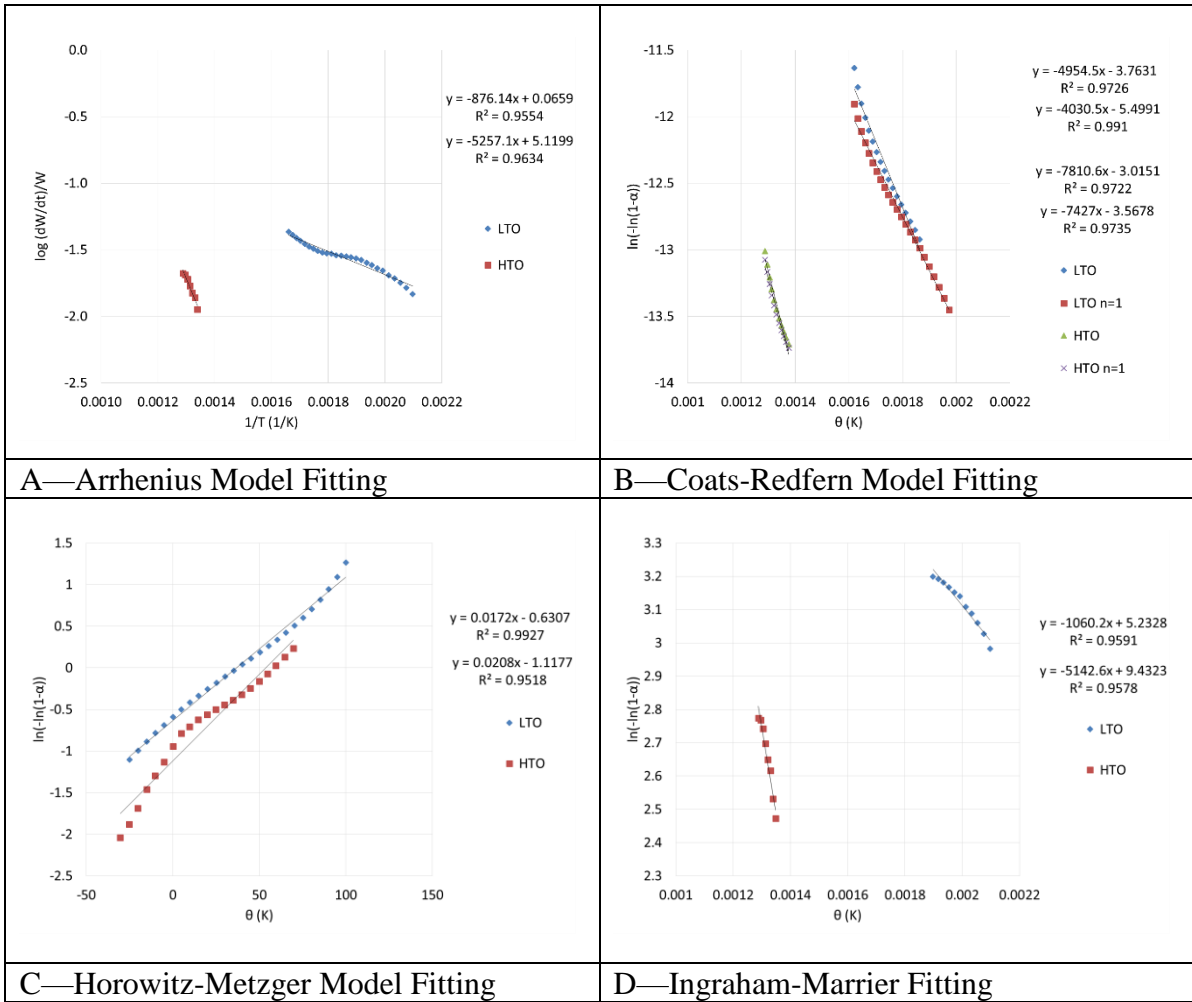 0.0
-0.5
-1.0
-1.5
-2.0
-2.5
log (dW/dt)/W
0.0010 0.0012 0.0014 0.0016 0.0018 0.0020 0.0022
1/T (1/K)
y = -876.14x + 0.0659
R² = 0.9554
y = -5257.1x + 5.1199
R² = 0.9634
LTO
HTO
A—Arrhenius Model Fitting
-11.5
-12
-12.5
-13
-13.5
-14
ln(-ln(1-α))
0.001 0.0012 0.0014 0.0016 0.0018 0.002 0.0022
θ (K)
y = -4954.5x - 3.7631
R² = 0.9726
y = -4030.5x - 5.4991
R² = 0.991
y = -7810.6x - 3.0151
R² = 0.9722
y = -7427x - 3.5678
R² = 0.9735
LTO
LTO n=1
HTO
HTO n=1
B—Coats-Redfern Model Fitting
1.5
1
0.5
0
-0.5
-1
-1.5
-2
-2.5
ln(-ln(1-α))
-50 0 50 100 150
θ (K)
y = 0.0172x - 0.6307
R² = 0.9927
y = 0.0208x - 1.1177
R² = 0.9518
LTO
HTO
C—Horowitz-Metzger Model Fitting
3.3
3.2
3.1
3
2.9
2.8
2.7
2.6
2.5
2.4
ln(-ln(1-α))
0.001 0.0012 0.0014 0.0016 0.0018 0.002 0.0022
θ (K)
y = -1060.2x + 5.2328
R² = 0.9591
y = -5142.6x + 9.4323
R² = 0.9578
LTO
HTO
D—Ingraham-Marrier Fitting